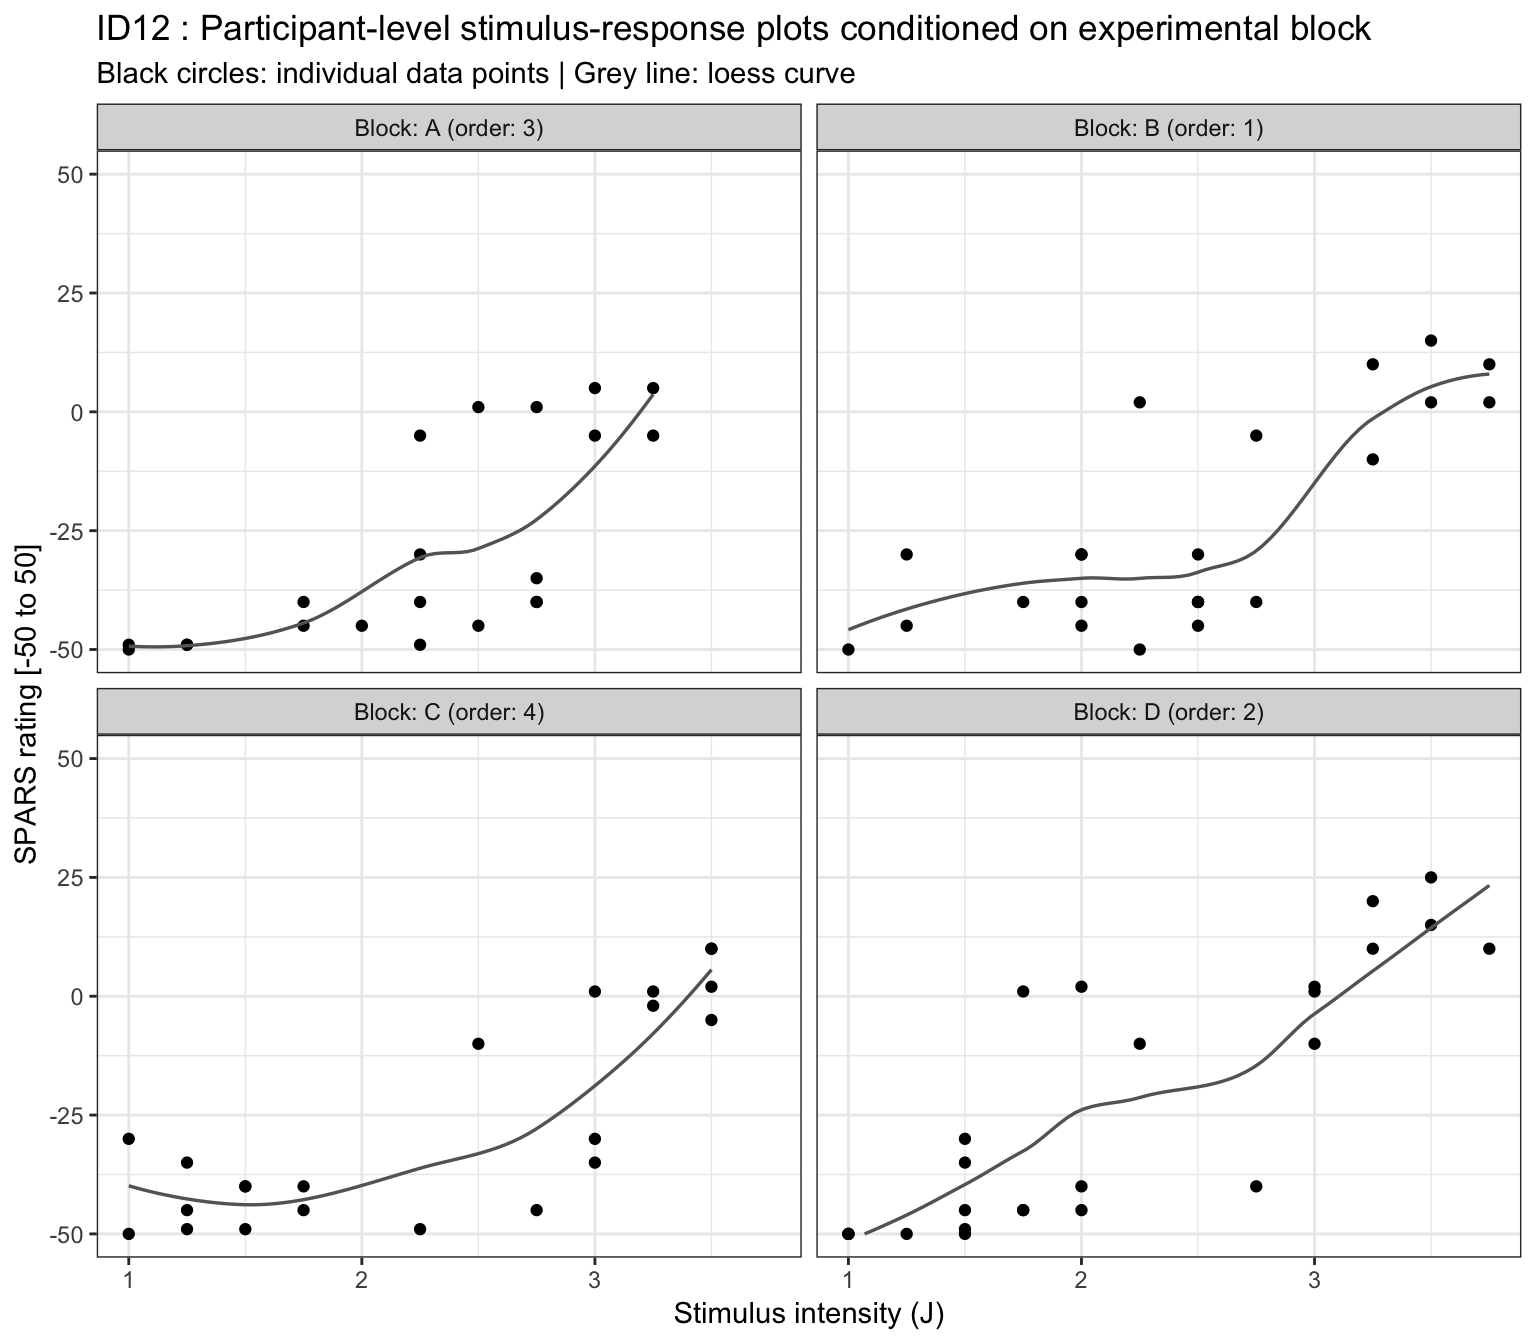 ID12 : Participant-level stimulus-response plots conditioned on experimental block
Black circles: individual data points | Grey line: loess curve
Block: A (order: 3)
Block: B (order: 1)
50
25
0
-25
-50
Block: C (order: 4)
Block: D (order: 2)
50
25
0
-25
-50
SPARS rating [-50 to 50]
1
2
3
1
2
3
Stimulus intensity (J)